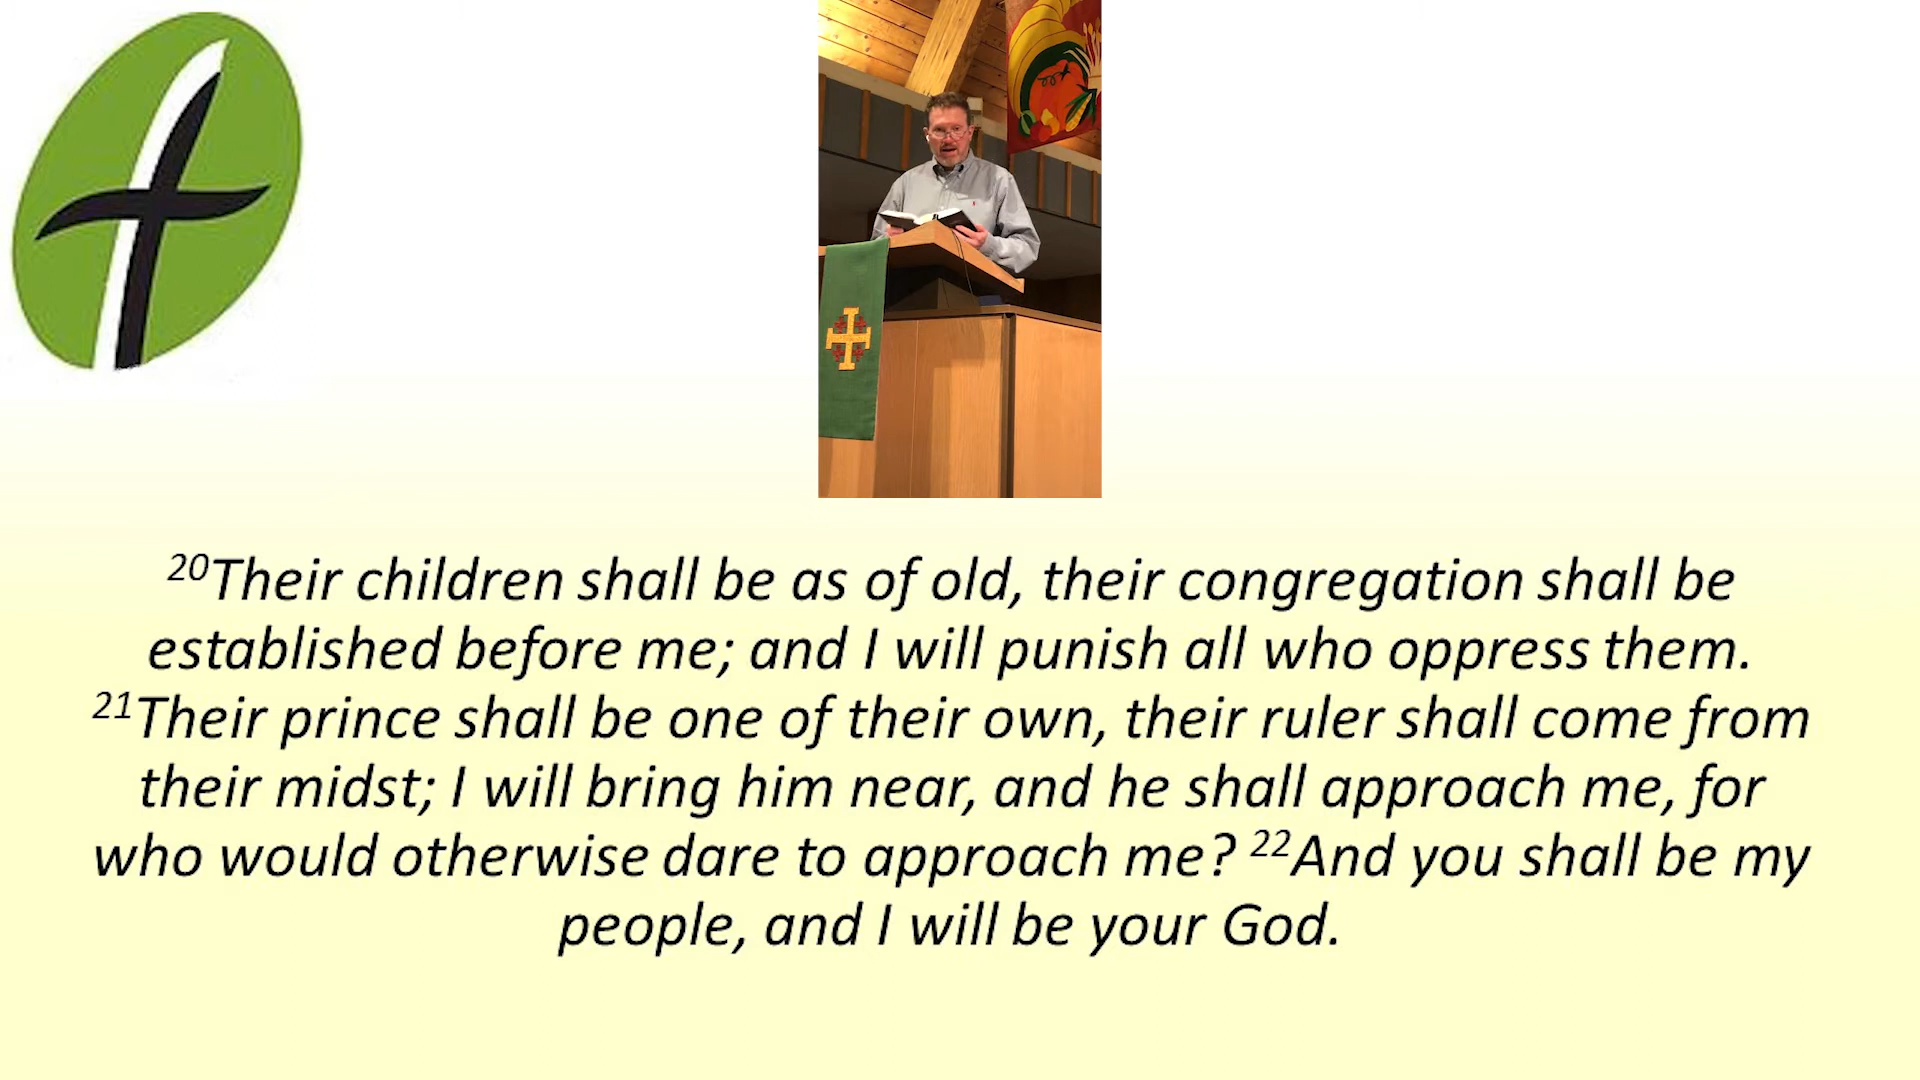 20Their children shall be as of old, their congregation shall be
established before me; and I will punish all who oppress them.
21Their prince shall be one of their own, their ruler shall come from
their midst; I will bring him near, and he shall approach me, for
who would otherwise dare to approach me? 22And you shall be my
people, and I will be your God.